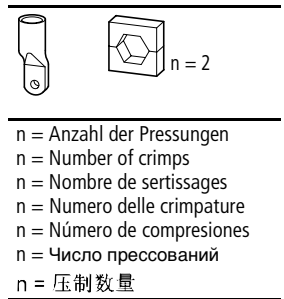 n = 2
n = Anzahl der Pressungen
n = Number of crimps
n = Nombre de sertissages
n = Numero delle crimpature
n = Número de compresiones
n = Число прессований
n = 压制数量